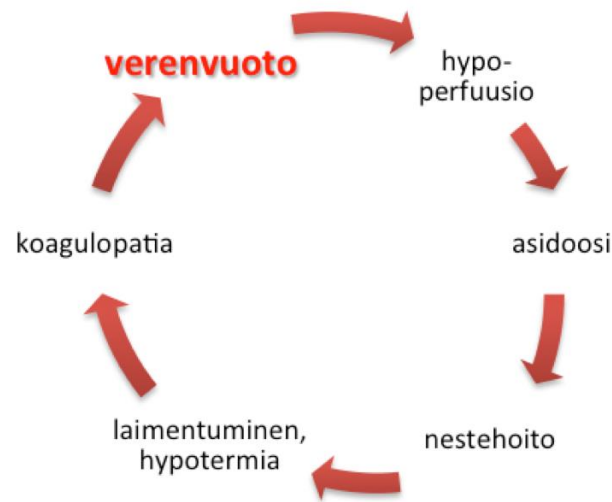 verenvuoto
hypo-
perfuusio
asidoosi
nestehoito
laimentuminen,
hypotermia
koagulopatia